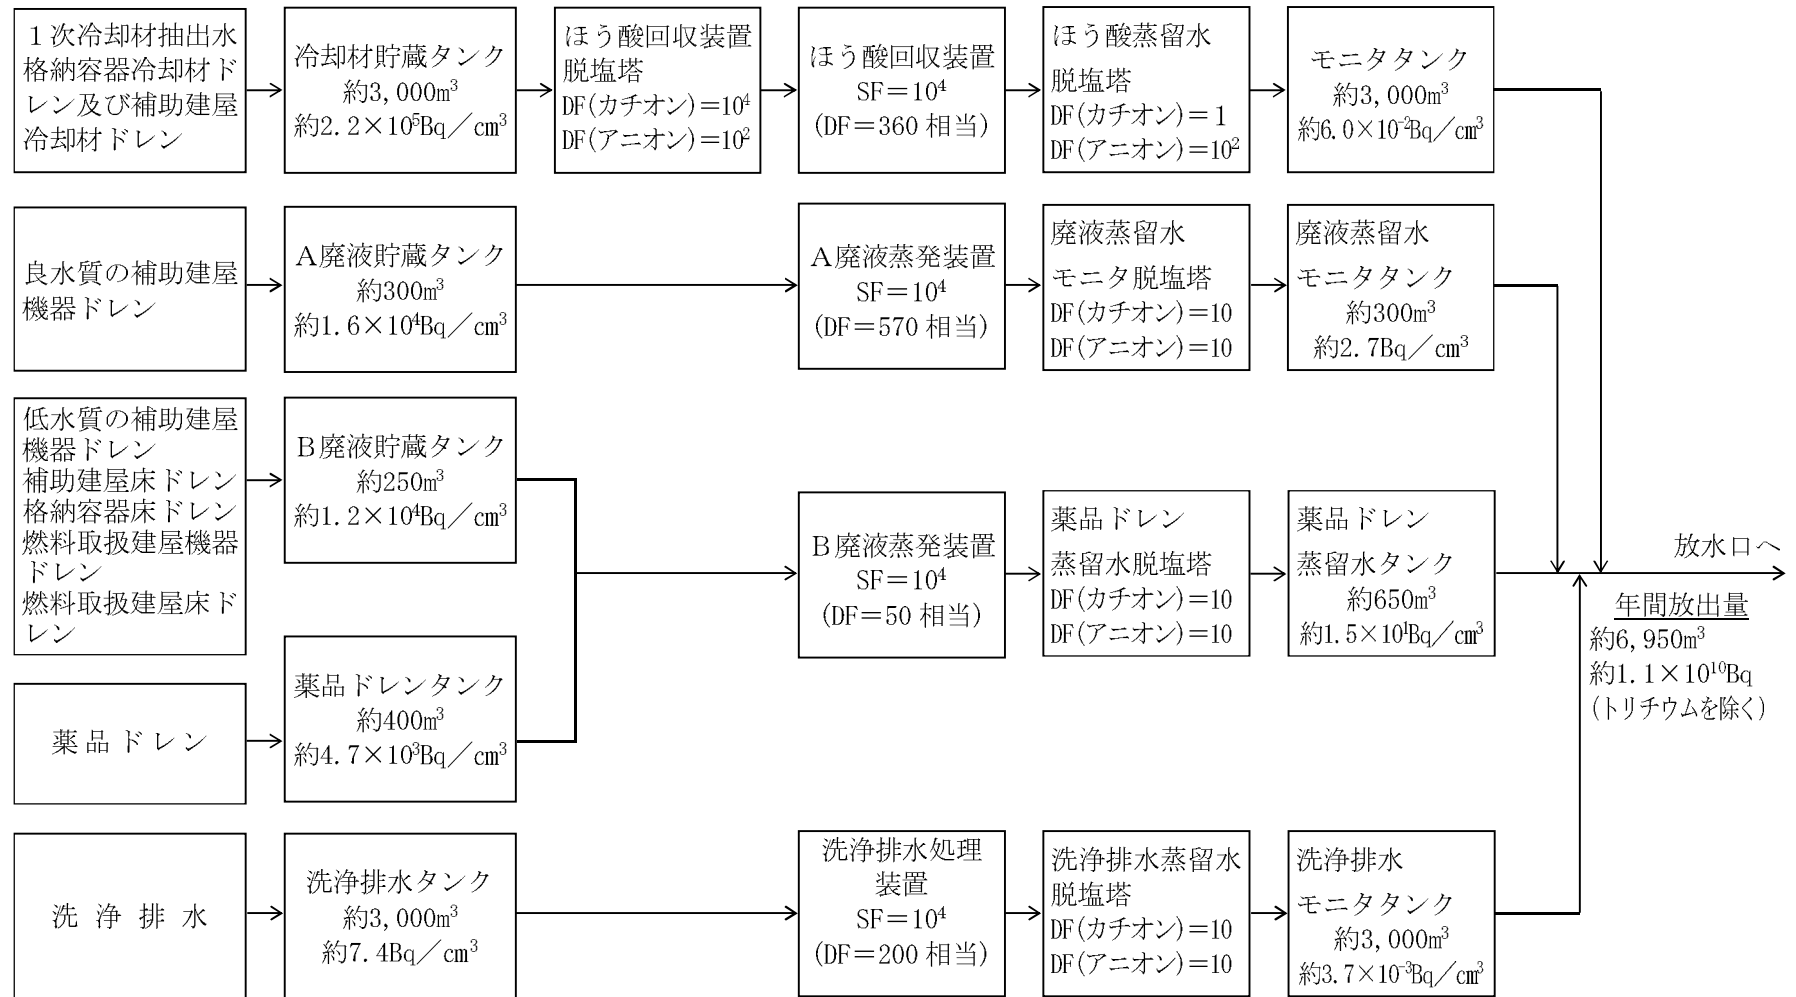 １次冷却材抽出水
格納容器冷却材ド
レン及び補助建屋
冷却材ドレン
冷却材貯蔵タンク
約3,000m³
約2.2×10⁵Bq／cm³
ほう酸回収装置
脱塩塔
DF(カチオン)＝10⁴
DF(アニオン)＝10²
ほう酸回収装置
SF＝10⁴
(DF＝360 相当)
ほう酸蒸留水
脱塩塔
DF(カチオン)＝1
DF(アニオン)＝10²
モニタタンク
約3,000m³
約6.0×10⁻²Bq／cm³
良水質の補助建屋
機器ドレン
Ａ廃液貯蔵タンク
約300m³
約1.6×10⁴Bq／cm³
Ａ廃液蒸発装置
SF＝10⁴
(DF＝570 相当)
廃液蒸留水
モニタ脱塩塔
DF(カチオン)＝10
DF(アニオン)＝10
廃液蒸留水
モニタタンク
約300m³
約2.7Bq／cm³
低水質の補助建屋
機器ドレン
補助建屋床ドレン
格納容器床ドレン
燃料取扱建屋機器
ドレン
燃料取扱建屋床ド
レン
Ｂ廃液貯蔵タンク
約250m³
約1.2×10⁴Bq／cm³
Ｂ廃液蒸発装置
SF＝10⁴
(DF＝50 相当)
薬品ドレン
蒸留水脱塩塔
DF(カチオン)＝10
DF(アニオン)＝10
薬品ドレン
蒸留水タンク
約650m³
約1.5×10¹Bq／cm³
放水口へ
年間放出量
約6,950m³
約1.1×10¹⁰Bq
(トリチウムを除く)
薬品ドレン
薬品ドレンタンク
約400m³
約4.7×10³Bq／cm³
洗浄排水
洗浄排水タンク
約3,000m³
約7.4Bq／cm³
洗浄排水処理
装置
SF＝10⁴
(DF＝200 相当)
洗浄排水蒸留水
脱塩塔
DF(カチオン)＝10
DF(アニオン)＝10
洗浄排水
モニタタンク
約3,000m³
約3.7×10⁻³Bq／cm³